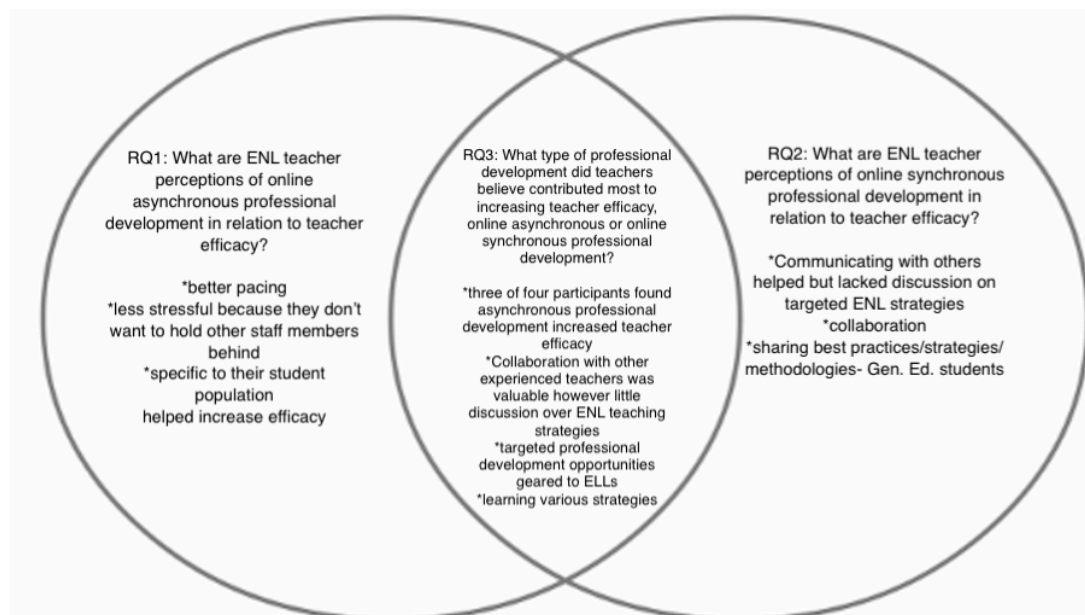 RQ1: What are ENL teacher
perceptions of online
asynchronous professional
development in relation to teacher
efficacy?
*better pacing
*less stressful because they don't
want to hold other staff members
behind
*specific to their student
population
helped increase efficacy
RQ3: What type of professional
development did teachers
believe contributed most to
increasing teacher efficacy,
online asynchronous or online
synchronous professional
development?
*three of four participants found
asynchronous professional
development increased teacher
efficacy
*Collaboration with other
experienced teachers was
valuable however little
discussion over ENL teaching
strategies
*targeted professional
development opportunities
geared to ELLs
*learning various strategies
RQ2: What are ENL teacher
perceptions of online synchronous
professional development in
relation to teacher efficacy?
*Communicating with others
helped but lacked discussion on
targeted ENL strategies
*collaboration
*sharing best practices/strategies/
methodologies- Gen. Ed. students